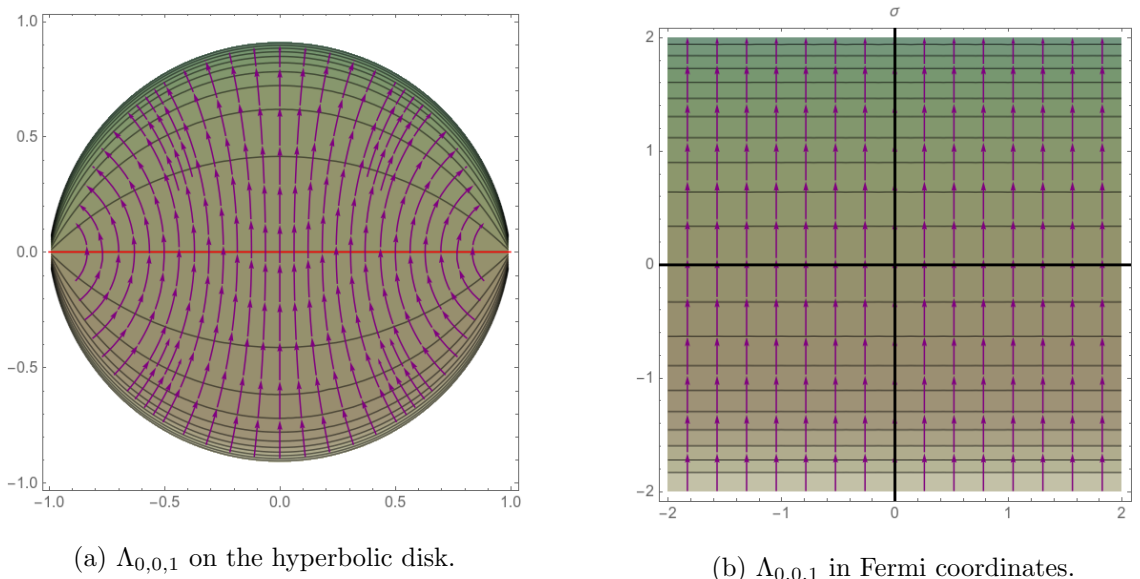 σ
1.0
0.5
0.0
−0.5
−1.0
−1.0 −0.5 0.0 0.5 1.0
2
1
0
−1
−2
−2 −1 0 1 2
(a) Λ0,0,1 on the hyperbolic disk.
(b) Λ0,0,1 in Fermi coordinates.